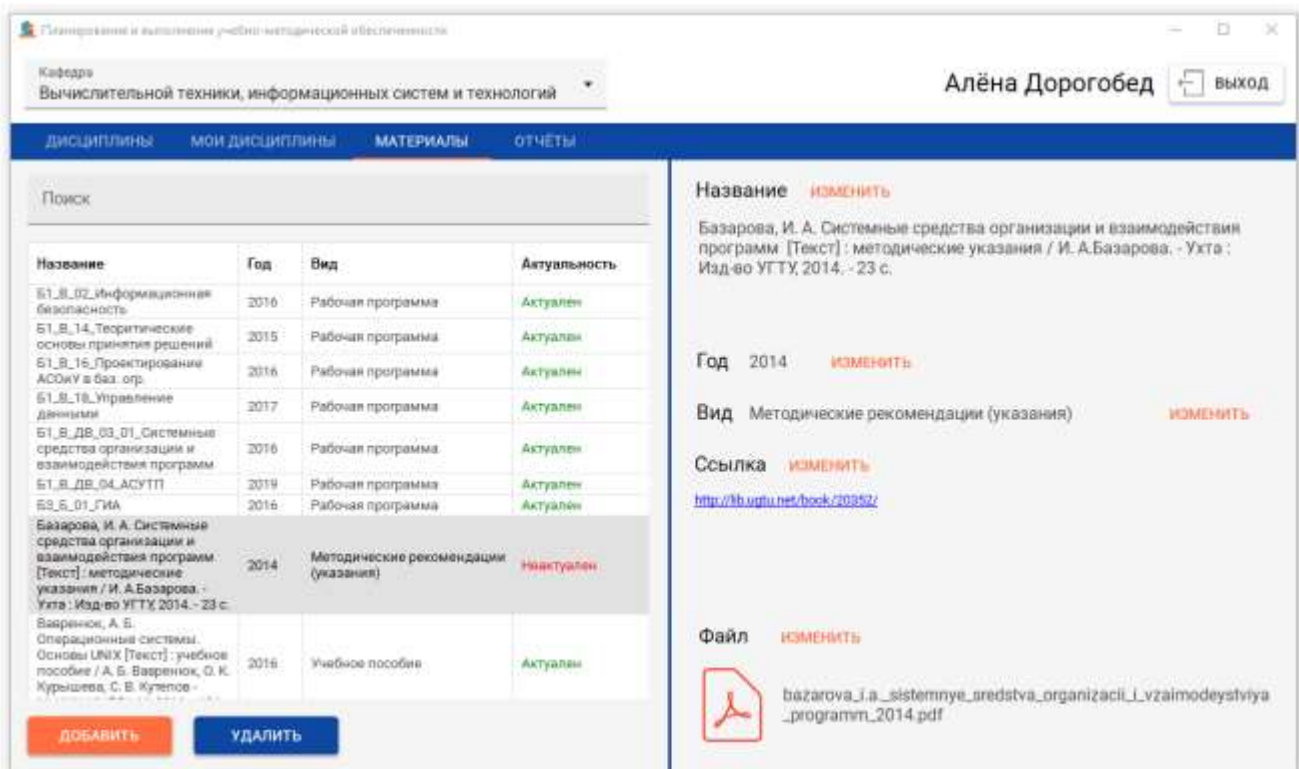 Планирование и выполнение учебно-методической обеспеченности
Кафедра
Вычислительной техники, информационных систем и технологий
Алёна Дорогобед
ВЫХОД
ДИСЦИПЛИНЫ МОИ ДИСЦИПЛИНЫ МАТЕРИАЛЫ ОТЧЁТЫ
Поиск
Название Год Вид Актуальность
Б1_В_02_Информационная
безопасность
2016 Рабочая программа Актуален
Б1_В_14_Теоритические
основы принятия решений
2015 Рабочая программа Актуален
Б1_В_16_Проектирование
АСОиУ в баз. огр.
2016 Рабочая программа Актуален
Б1_В_18_Управление
данными
2017 Рабочая программа Актуален
Б1_В_ДВ_03_01_Системные
средства организации и
взаимодействия программ
2016 Рабочая программа Актуален
Б1_В_ДВ_04_АСУТП 2019 Рабочая программа Актуален
Б3_Б_01_ГИА 2016 Рабочая программа Актуален
Базарова, И. А. Системные
средства организации и
взаимодействия программ
[Текст] : методические
указания / И. А.Базарова. -
Ухта : Изд-во УГТУ, 2014. - 23 с.
2014 Методические рекомендации
(указания)
Неактуален
Вавренюк, А. Б.
Операционные системы.
Основы UNIX [Текст] : учебное
пособие / А. Б. Вавренюк, О. К.
Курышева, С. В. Кутепов -
2016 Учебное пособие Актуален
ДОБАВИТЬ УДАЛИТЬ
Название ИЗМЕНИТЬ
Базарова, И. А. Системные средства организации и взаимодействия
программ [Текст] : методические указания / И. А.Базарова. - Ухта :
Изд-во УГТУ, 2014. - 23 с.
Год 2014 ИЗМЕНИТЬ
Вид Методические рекомендации (указания) ИЗМЕНИТЬ
Ссылка ИЗМЕНИТЬ
http://lib.ugtu.net/book/20352/
Файл ИЗМЕНИТЬ
bazarova_i.a._sistemnye_sredstva_organizacii_i_vzaimodeystviya
_programm_2014.pdf